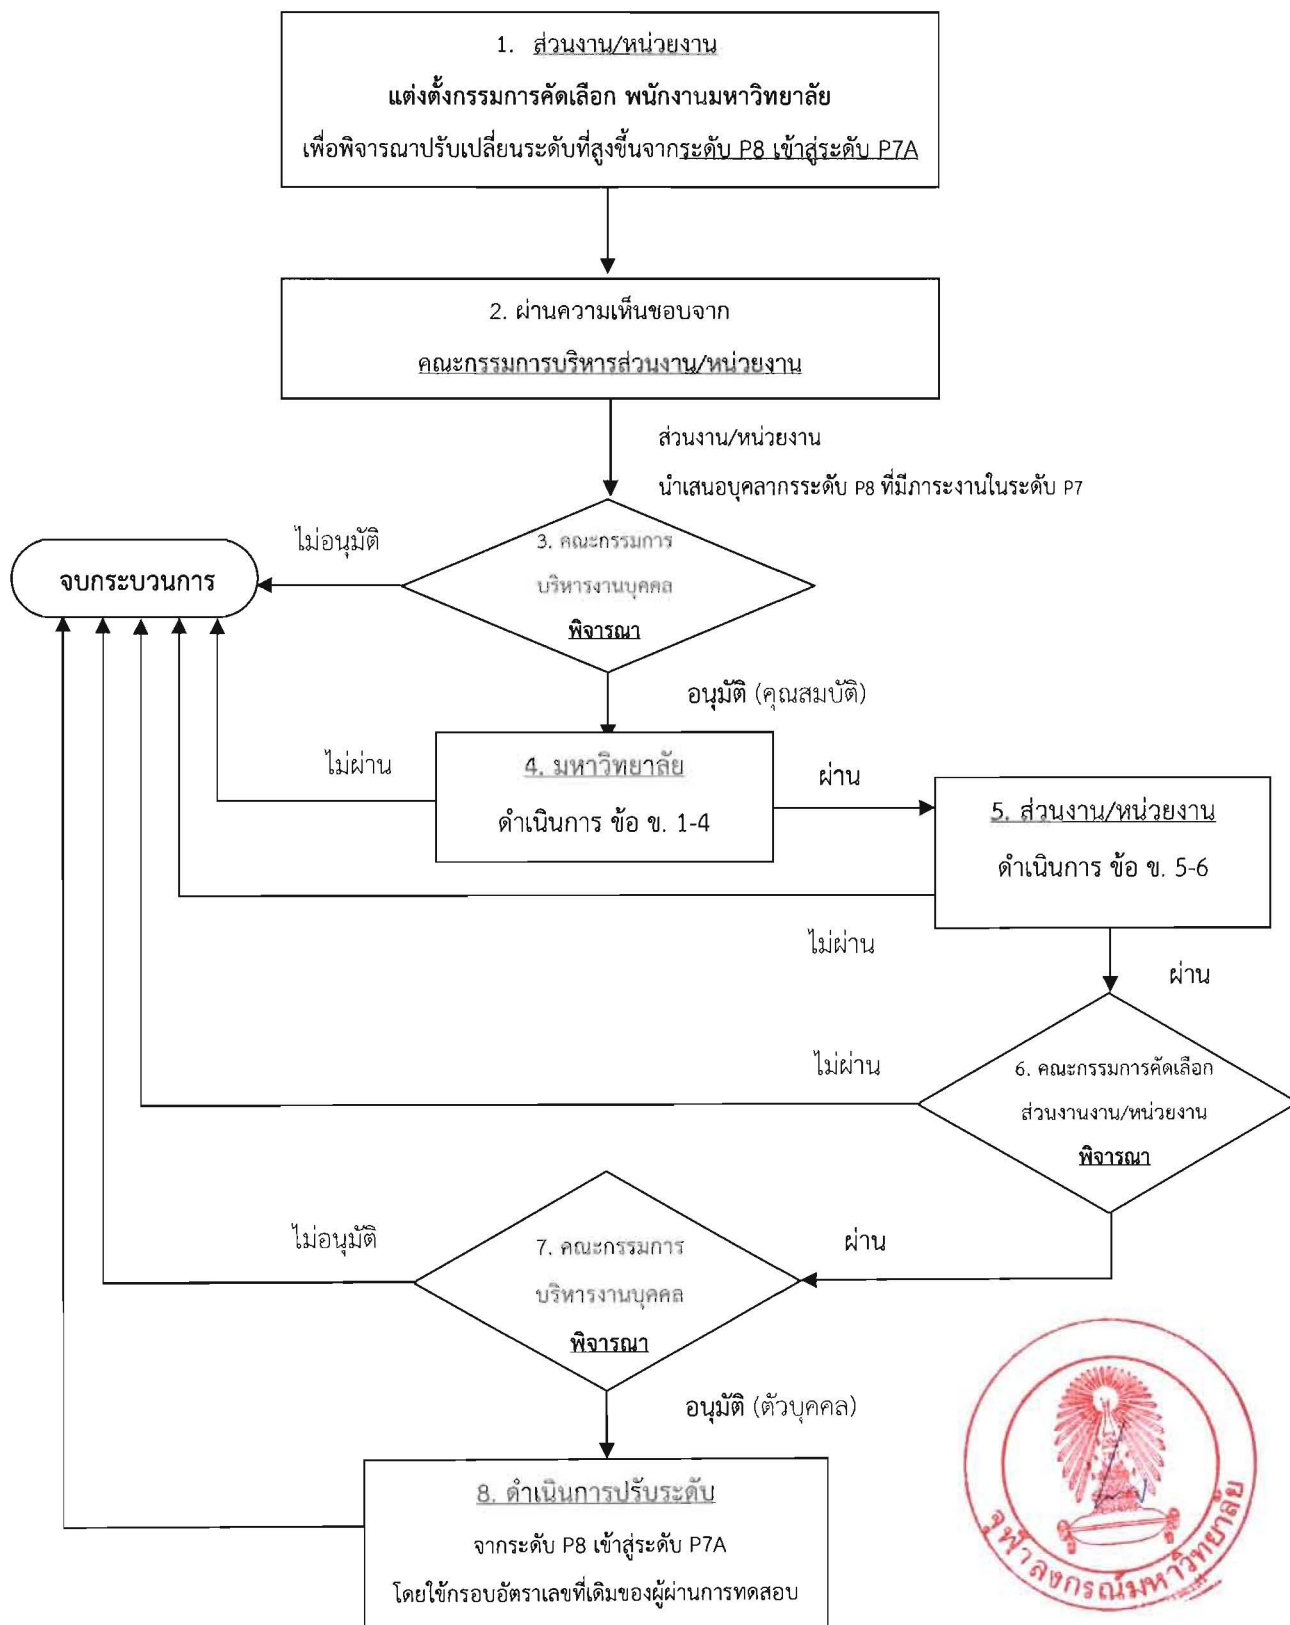 1. ส่วนงาน/หน่วยงาน
แต่งตั้งกรรมการคัดเลือก พนักงานมหาวิทยาลัย
เพื่อพิจารณาปรับเปลี่ยนระดับที่สูงขึ้นจากระดับ P8 เข้าสู่ระดับ P7A
2. ผ่านความเห็นชอบจาก
คณะกรรมการบริหารส่วนงาน/หน่วยงาน
ส่วนงาน/หน่วยงาน
นำเสนอบุคลากรระดับ P8 ที่มีภาระงานในระดับ P7
ไม่อนุมัติ
3. คณะกรรมการ
บริหารงานบุคคล
พิจารณา
จบกระบวนการ
อนุมัติ (คุณสมบัติ)
ไม่ผ่าน
4. มหาวิทยาลัย
ดำเนินการ ข้อ ข. 1-4
ผ่าน
5. ส่วนงาน/หน่วยงาน
ดำเนินการ ข้อ ข. 5-6
ไม่ผ่าน
ผ่าน
ไม่ผ่าน
6. คณะกรรมการคัดเลือก
ส่วนงานงาน/หน่วยงาน
พิจารณา
ไม่อนุมัติ
7. คณะกรรมการ
บริหารงานบุคคล
พิจารณา
ผ่าน
อนุมัติ (ตัวบุคคล)
8. ดำเนินการปรับระดับ
จากระดับ P8 เข้าสู่ระดับ P7A
โดยใช้กรอบอัตราเลขที่เดิมของผู้ผ่านการทดสอบ
จุฬาลงกรณ์มหาวิทยาลัย